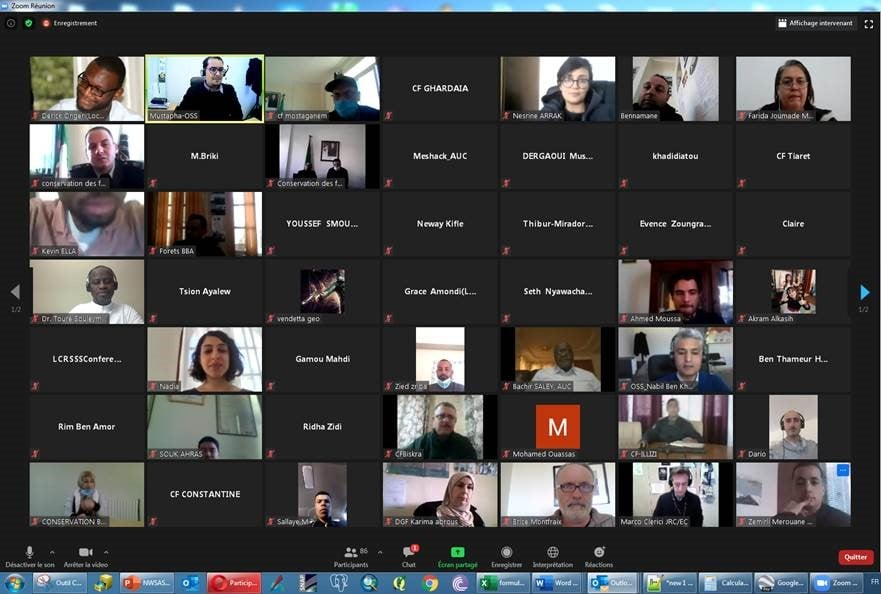 Zoom Réunion
Enregistrement
Affichage intervenant
Derick Ongeri(Loc...
Mustapha-OSS
cf mostaganem
CF GHARDAIA
Nesrine ARRAK
Bennamane
Farida Joumade M...
conservation des f...
M.Briki
Conservation des f...
Meshack_AUC
DERGAOUI Mus...
khadidiatou
CF Tiaret
Kevin ELLA
Forets BBA
YOUSSEF SMOU...
Neway Kifle
Thibur-Mirador...
Evence Zoungra...
Claire
Dr. Touré Souleym...
Tsion Ayalew
vendetta geo
Grace Amondi(L...
Seth Nyawacha...
Ahmed Moussa
Akram Alkasih
1/2
1/2
LCRSSSConfere...
Nadia
Gamou Mahdi
Zied zriba
Bachir SALEY, AUC
OSS_Nabil Ben Kh...
Ben Thameur H...
Rim Ben Amor
SOUK AHRAS
Ridha Zidi
CFBiskra
M
Mohamed Ouassas
CF-ILLIZI
Dario
CONSERVATION B...
CF CONSTANTINE
Sallaye M
DGF Karima abrous
Brice Montfraix
Marco Clerici JRC/EC
Zemirli Merouane ...
Désactiver le son
Arrêter la video
86
Participants
1
Chat
Écran partagé
Enregistrer
Interprétation
Réactions
Quitter
Outil C...
NWSAS...
Particip...
SNAP
formul...
Word ...
Outlo...
*new 1 ...
Calcula...
Google...
Zoom ...
FR